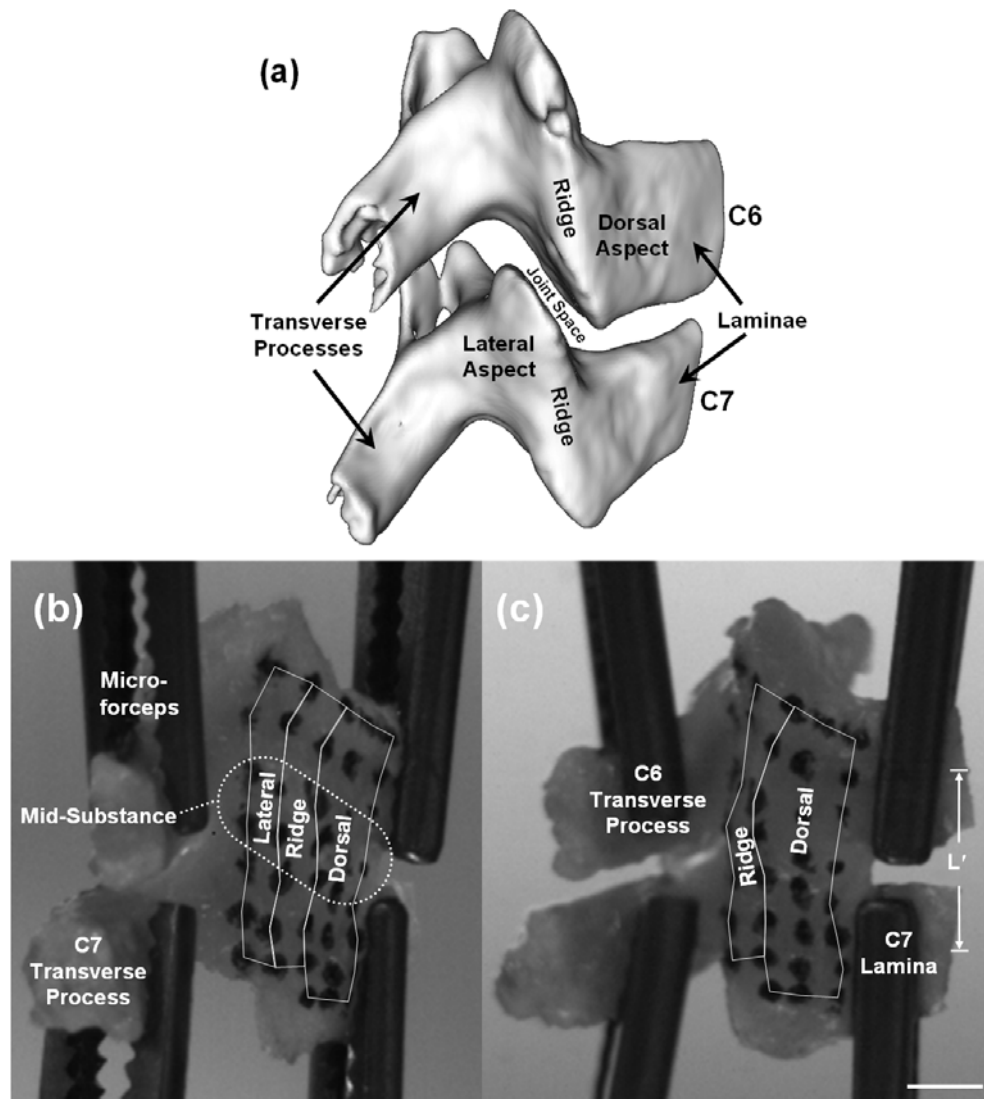 (a)
Ridge
Dorsal
Aspect
C6
Joint Space
Transverse
Processes
Lateral
Aspect
Laminae
Ridge
C7
(b)
Micro-
forceps
Mid-Substance
Lateral
Ridge
Dorsal
C7
Transverse
Process
(c)
C6
Transverse
Process
Ridge
Dorsal
L′
C7
Lamina